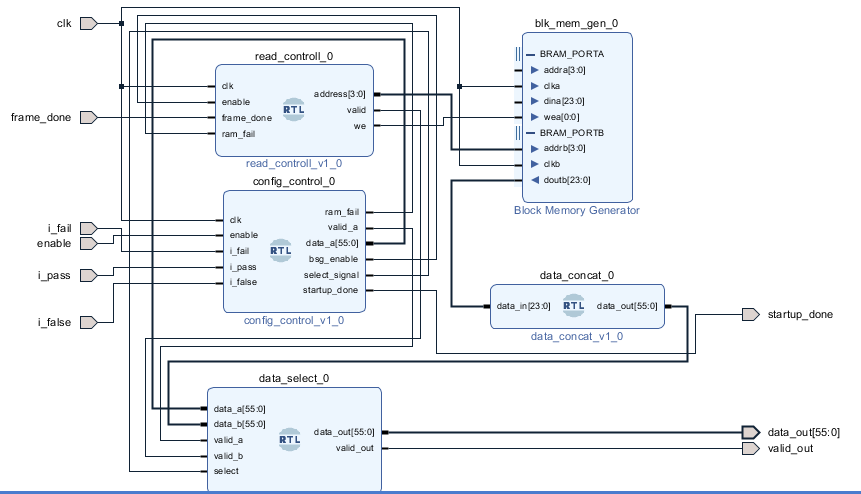 clk
frame_done
i_fail
enable
i_pass
i_false
read_controll_0
clk
enable
frame_done
ram_fail
RTL
address[3:0]
valid
we
read_controll_v1_0
config_control_0
clk
enable
i_fail
i_pass
i_false
RTL
ram_fail
valid_a
data_a[55:0]
bsg_enable
select_signal
startup_done
config_control_v1_0
blk_mem_gen_0
BRAM_PORTA
addra[3:0]
clka
dina[23:0]
wea[0:0]
BRAM_PORTB
addrb[3:0]
clkb
doutb[23:0]
Block Memory Generator
data_concat_0
data_in[23:0]
RTL
data_out[55:0]
data_concat_v1_0
data_select_0
data_a[55:0]
data_b[55:0]
valid_a
valid_b
select
RTL
data_out[55:0]
valid_out
startup_done
data_out[55:0]
valid_out